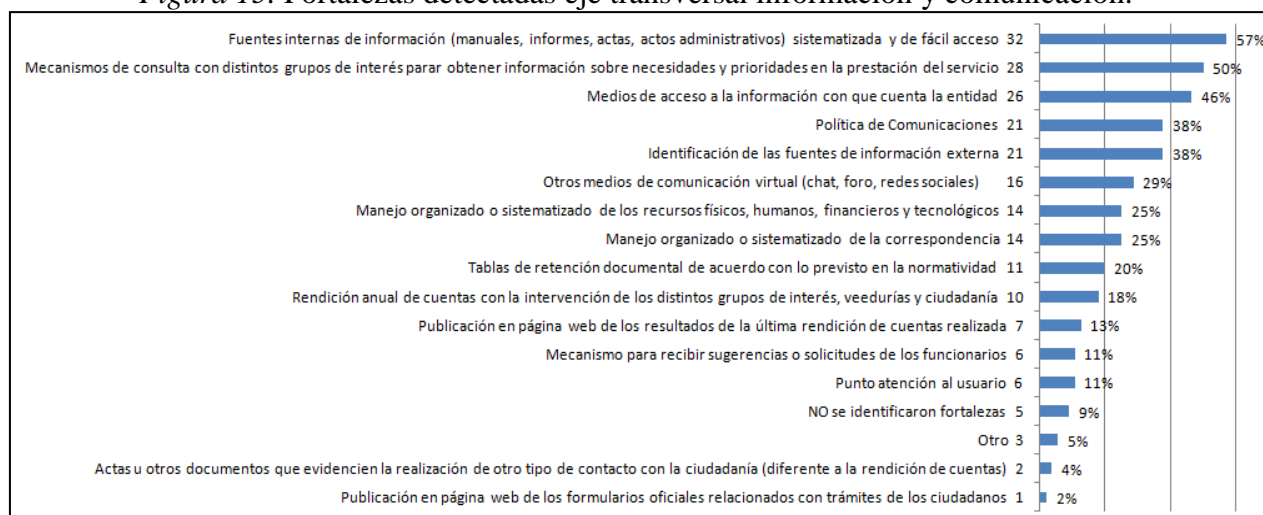 Figura 15. Fortalezas detectadas eje transversal información y comunicación.
Fuentes internas de información (manuales, informes, actas, actos administrativos) sistematizada y de fácil acceso 32 57%
Mecanismos de consulta con distintos grupos de interés parar obtener información sobre necesidades y prioridades en la prestación del servicio 28 50%
Medios de acceso a la información con que cuenta la entidad 26 46%
Política de Comunicaciones 21 38%
Identificación de las fuentes de información externa 21 38%
Otros medios de comunicación virtual (chat, foro, redes sociales) 16 29%
Manejo organizado o sistematizado de los recursos físicos, humanos, financieros y tecnológicos 14 25%
Manejo organizado o sistematizado de la correspondencia 14 25%
Tablas de retención documental de acuerdo con lo previsto en la normatividad 11 20%
Rendición anual de cuentas con la intervención de los distintos grupos de interés, veedurías y ciudadanía 10 18%
Publicación en página web de los resultados de la última rendición de cuentas realizada 7 13%
Mecanismo para recibir sugerencias o solicitudes de los funcionarios 6 11%
Punto atención al usuario 6 11%
NO se identificaron fortalezas 5 9%
Otro 3 5%
Actas u otros documentos que evidencien la realización de otro tipo de contacto con la ciudadanía (diferente a la rendición de cuentas) 2 4%
Publicación en página web de los formularios oficiales relacionados con trámites de los ciudadanos 1 2%